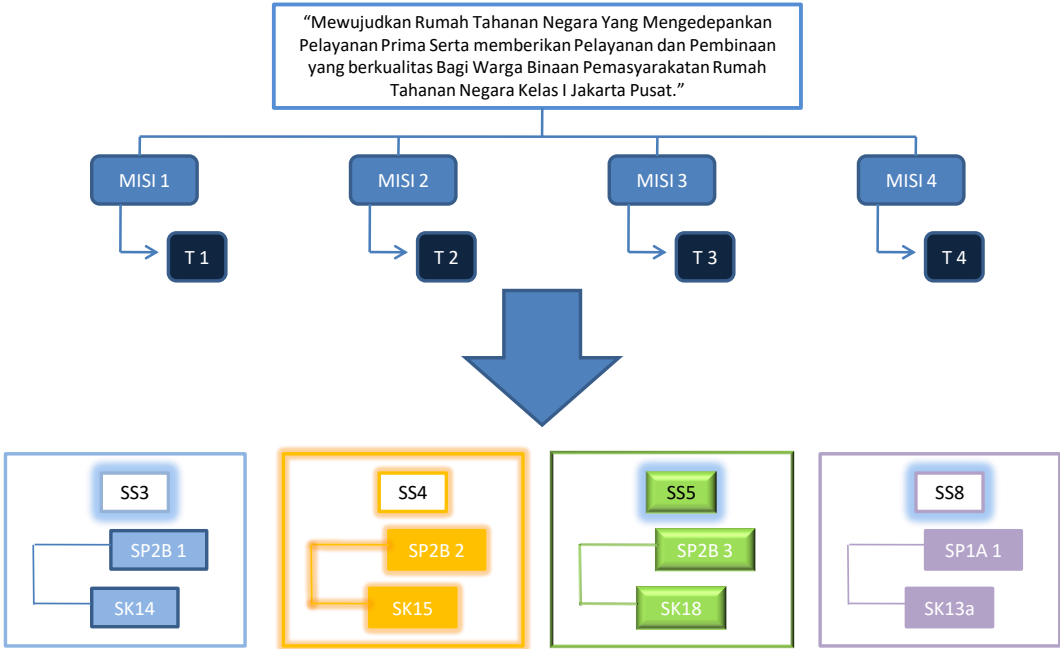 “Mewujudkan Rumah Tahanan Negara Yang Mengedepankan
Pelayanan Prima Serta memberikan Pelayanan dan Pembinaan
yang berkualitas Bagi Warga Binaan Pemasyarakatan Rumah
Tahanan Negara Kelas I Jakarta Pusat.”
MISI 1
MISI 2
MISI 3
MISI 4
T 1
T 2
T 3
T 4
SS3
SP2B 1
SK14
SS4
SP2B 2
SK15
SS5
SP2B 3
SK18
SS8
SP1A 1
SK13a